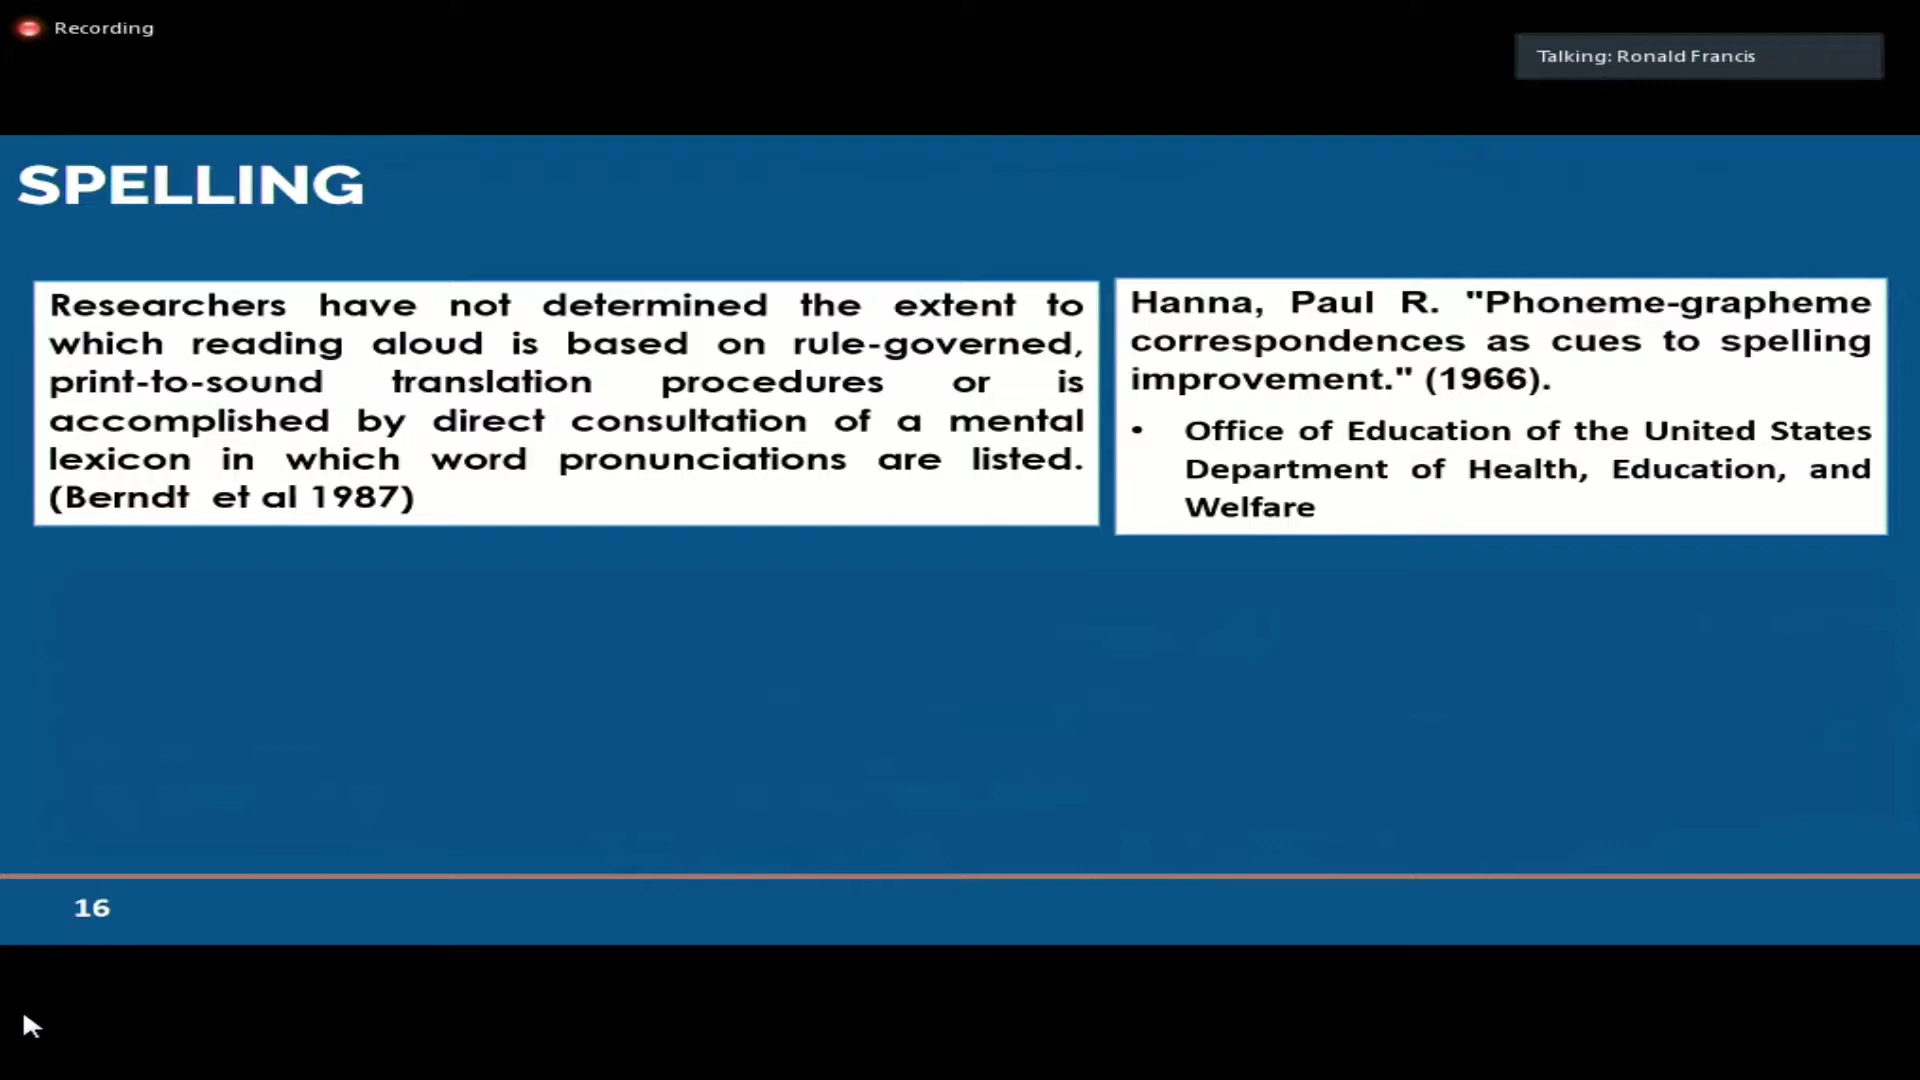 Recording
Talking: Ronald Francis
SPELLING
Researchers have not determined the extent to
which reading aloud is based on rule-governed,
print-to-sound translation procedures or is
accomplished by direct consultation of a mental
lexicon in which word pronunciations are listed.
(Berndt et al 1987)
Hanna, Paul R. "Phoneme-grapheme
correspondences as cues to spelling
improvement." (1966).
• Office of Education of the United States
Department of Health, Education, and
Welfare
16